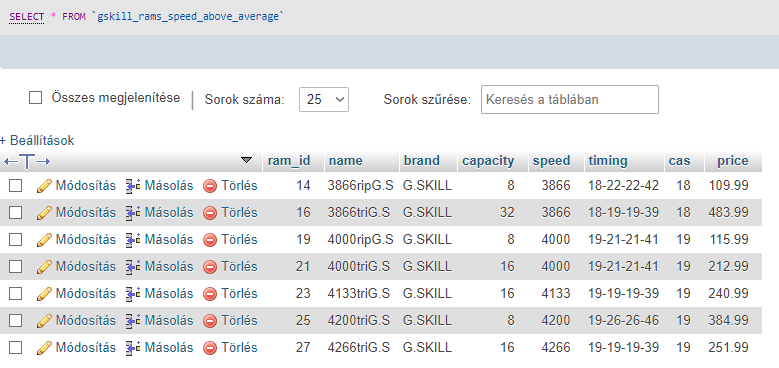 SELECT * FROM `gskill_rams_speed_above_average`
Összes megjelenítése | Sorok száma: 25 Sorok szűrése: Keresés a táblában
+ Beállítások
←T→ ram_id name brand capacity speed timing cas price
Módosítás Másolás Törlés 14 3866ripG.S G.SKILL 8 3866 18-22-22-42 18 109.99
Módosítás Másolás Törlés 16 3866triG.S G.SKILL 32 3866 18-19-19-39 18 483.99
Módosítás Másolás Törlés 19 4000ripG.S G.SKILL 8 4000 19-21-21-41 19 115.99
Módosítás Másolás Törlés 21 4000triG.S G.SKILL 16 4000 19-21-21-41 19 212.99
Módosítás Másolás Törlés 23 4133triG.S G.SKILL 16 4133 19-19-19-39 19 240.99
Módosítás Másolás Törlés 25 4200triG.S G.SKILL 8 4200 19-26-26-46 19 384.99
Módosítás Másolás Törlés 27 4266triG.S G.SKILL 16 4266 19-19-19-39 19 251.99